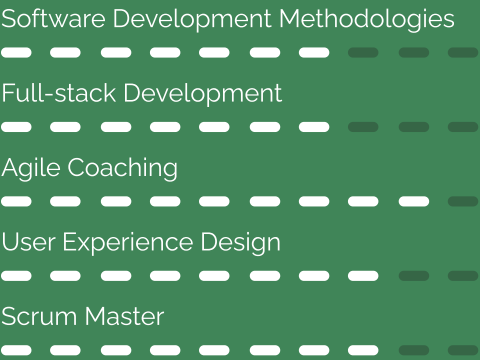 Software Development Methodologies
Full-stack Development
Agile Coaching
User Experience Design
Scrum Master